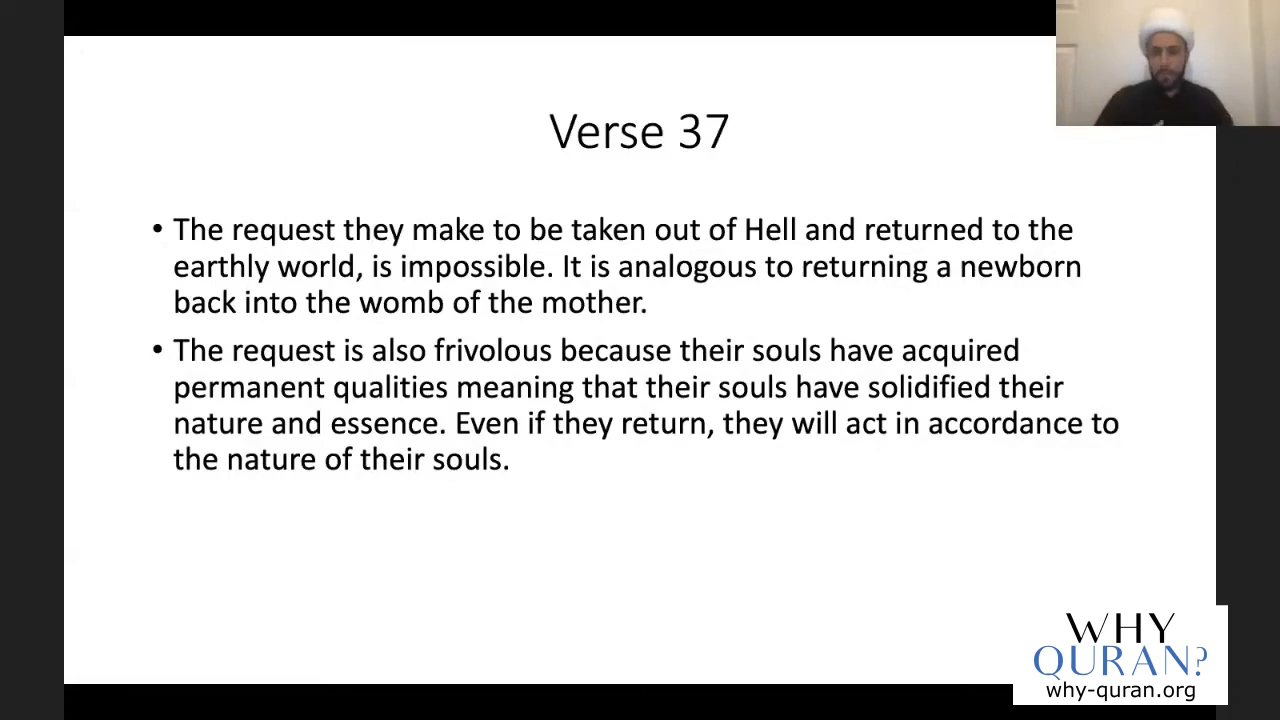 Verse 37
• The request they make to be taken out of Hell and returned to the
earthly world, is impossible. It is analogous to returning a newborn
back into the womb of the mother.
• The request is also frivolous because their souls have acquired
permanent qualities meaning that their souls have solidified their
nature and essence. Even if they return, they will act in accordance to
the nature of their souls.
WHY
QURAN?
why-quran.org